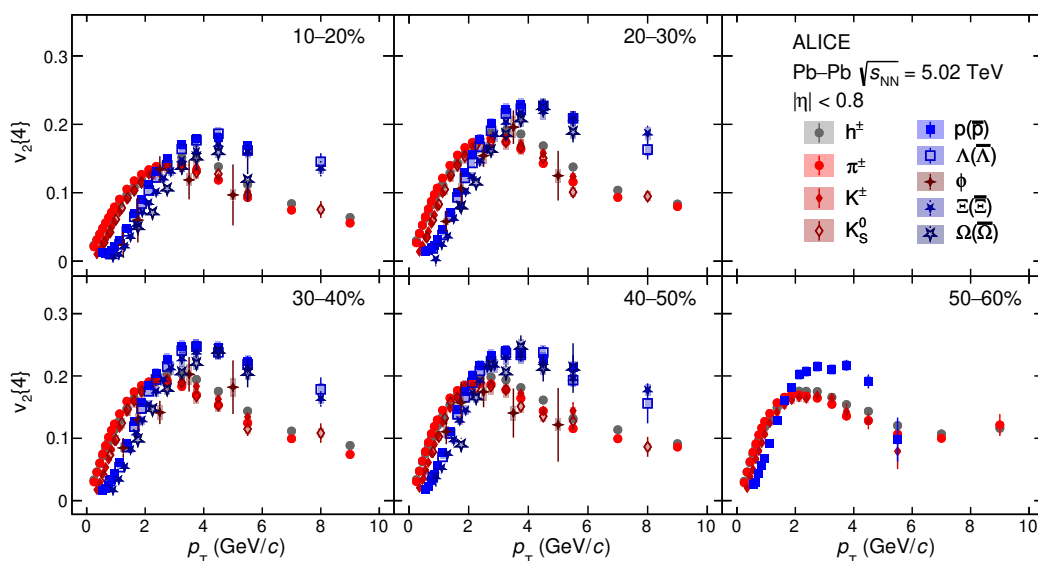 10−20%
20−30%
ALICE
Pb−Pb √sNN = 5.02 TeV
|η| < 0.8
h±
π±
K±
K0S
p(p̅)
Λ(Λ̅)
ϕ
Ξ(Ξ̅)
Ω(Ω̅)
v2{4}
0.3
0.2
0.1
0
30−40%
40−50%
50−60%
v2{4}
0.3
0.2
0.1
0
0 2 4 6 8 10
0 2 4 6 8 10
0 2 4 6 8 10
pT (GeV/c)
pT (GeV/c)
pT (GeV/c)